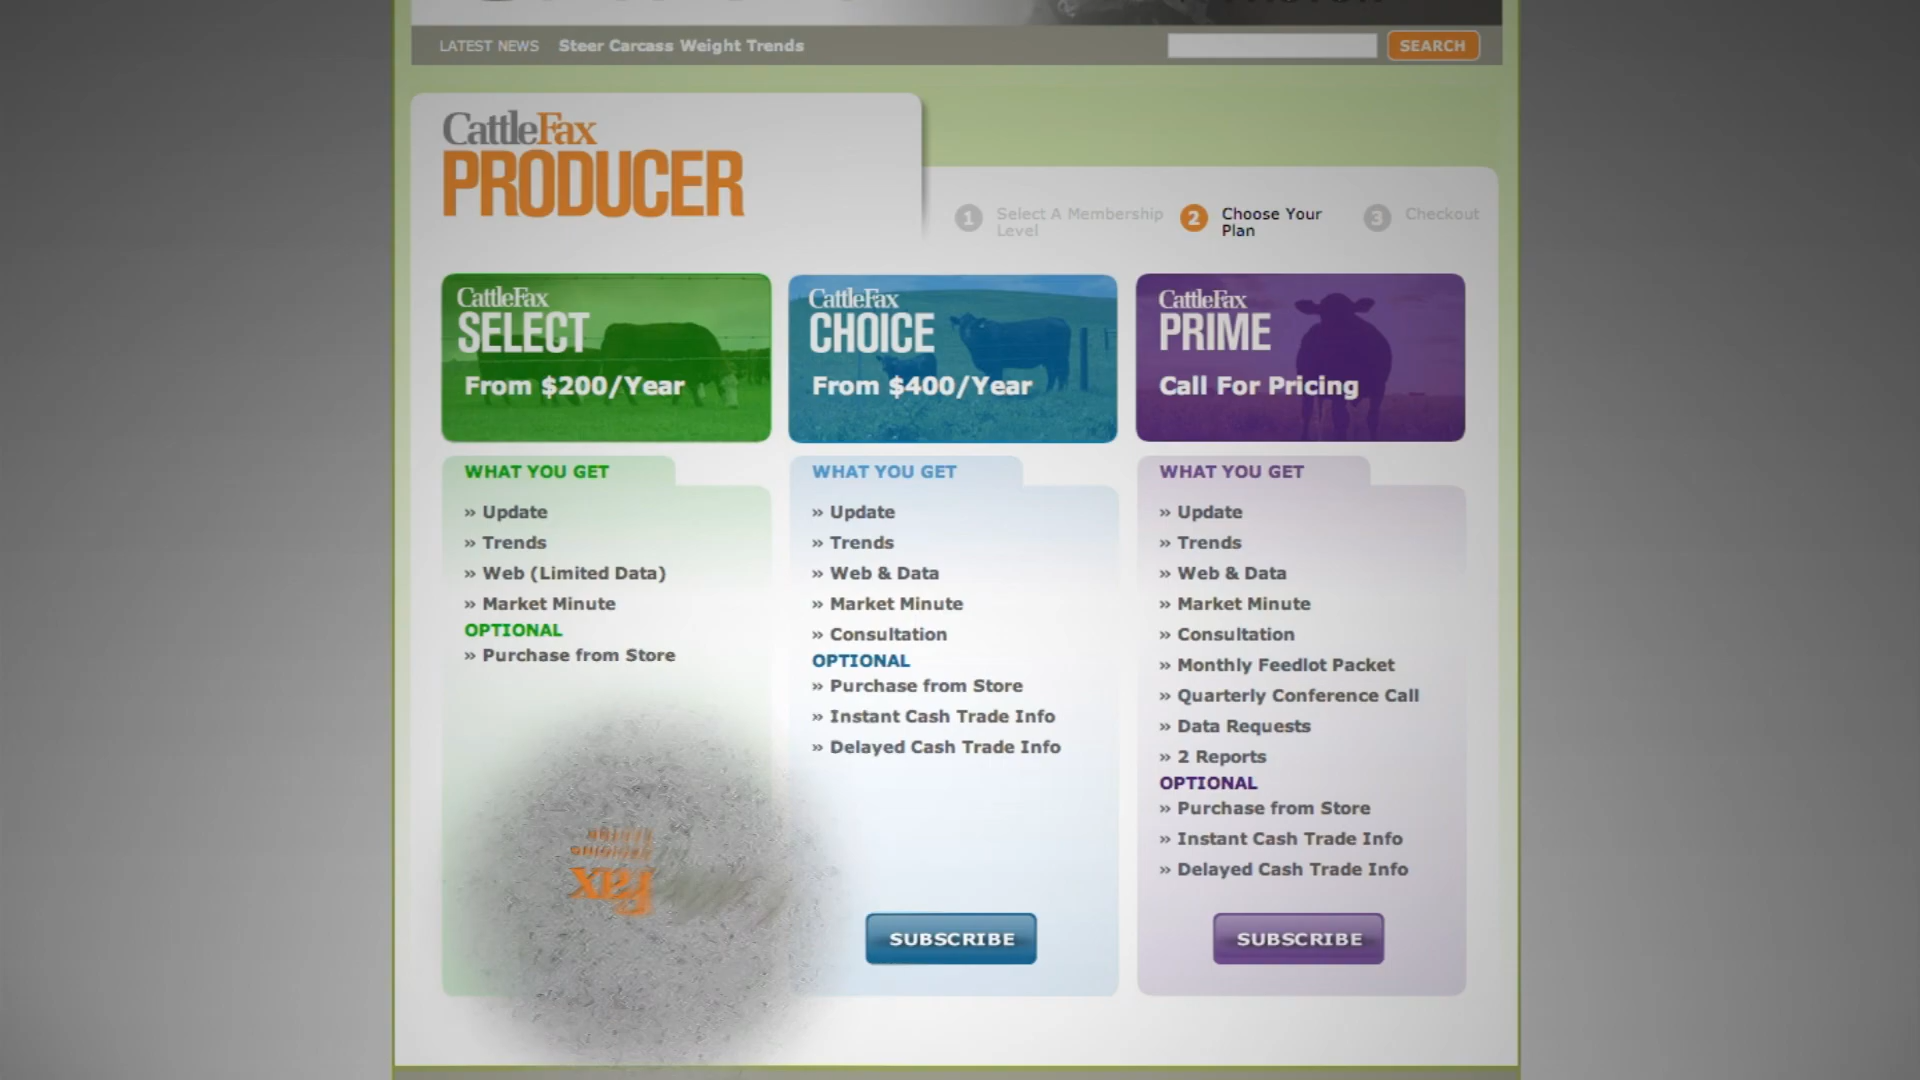 LATEST NEWS Steer Carcass Weight Trends SEARCH
CattleFax
PRODUCER
1 Select A Membership Level 2 Choose Your Plan 3 Checkout
CattleFax
SELECT
From $200/Year
CattleFax
CHOICE
From $400/Year
CattleFax
PRIME
Call For Pricing
WHAT YOU GET
» Update
» Trends
» Web (Limited Data)
» Market Minute
OPTIONAL
» Purchase from Store
WHAT YOU GET
» Update
» Trends
» Web & Data
» Market Minute
» Consultation
OPTIONAL
» Purchase from Store
» Instant Cash Trade Info
» Delayed Cash Trade Info
SUBSCRIBE
WHAT YOU GET
» Update
» Trends
» Web & Data
» Market Minute
» Consultation
» Monthly Feedlot Packet
» Quarterly Conference Call
» Data Requests
» 2 Reports
OPTIONAL
» Purchase from Store
» Instant Cash Trade Info
» Delayed Cash Trade Info
SUBSCRIBE
Fax